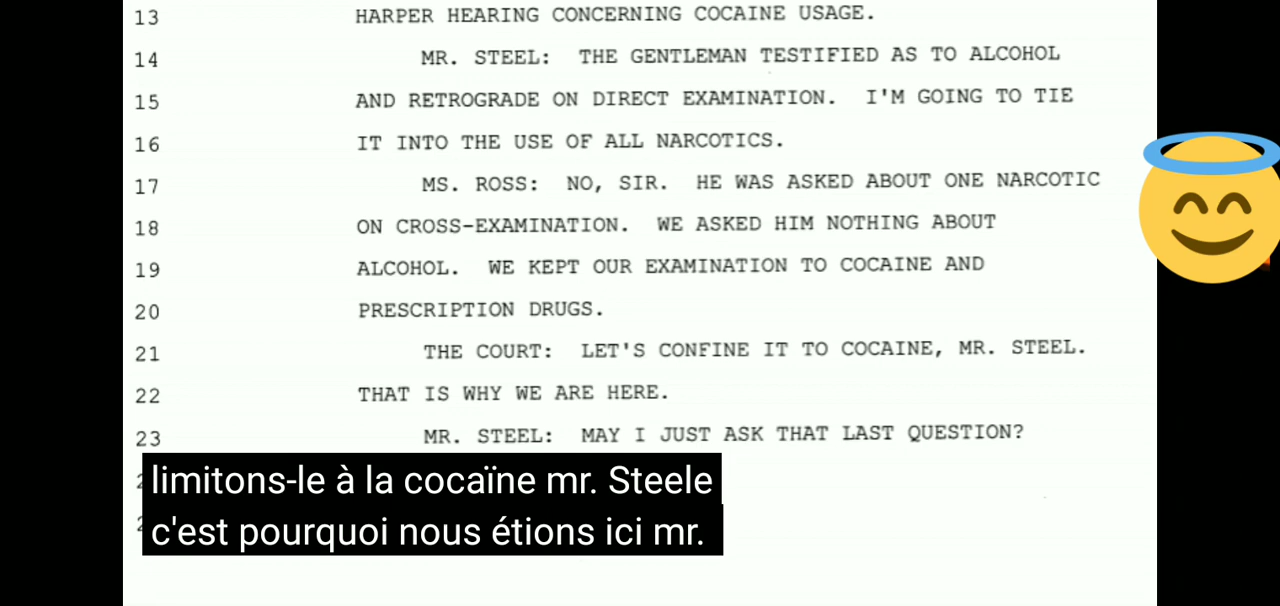 13 HARPER HEARING CONCERNING COCAINE USAGE.
14 MR. STEEL: THE GENTLEMAN TESTIFIED AS TO ALCOHOL
15 AND RETROGRADE ON DIRECT EXAMINATION. I'M GOING TO TIE
16 IT INTO THE USE OF ALL NARCOTICS.
17 MS. ROSS: NO, SIR. HE WAS ASKED ABOUT ONE NARCOTIC
18 ON CROSS-EXAMINATION. WE ASKED HIM NOTHING ABOUT
19 ALCOHOL. WE KEPT OUR EXAMINATION TO COCAINE AND
20 PRESCRIPTION DRUGS.
21 THE COURT: LET'S CONFINE IT TO COCAINE, MR. STEEL.
22 THAT IS WHY WE ARE HERE.
23 MR. STEEL: MAY I JUST ASK THAT LAST QUESTION?
limitons-le à la cocaïne mr. Steele
c'est pourquoi nous étions ici mr.